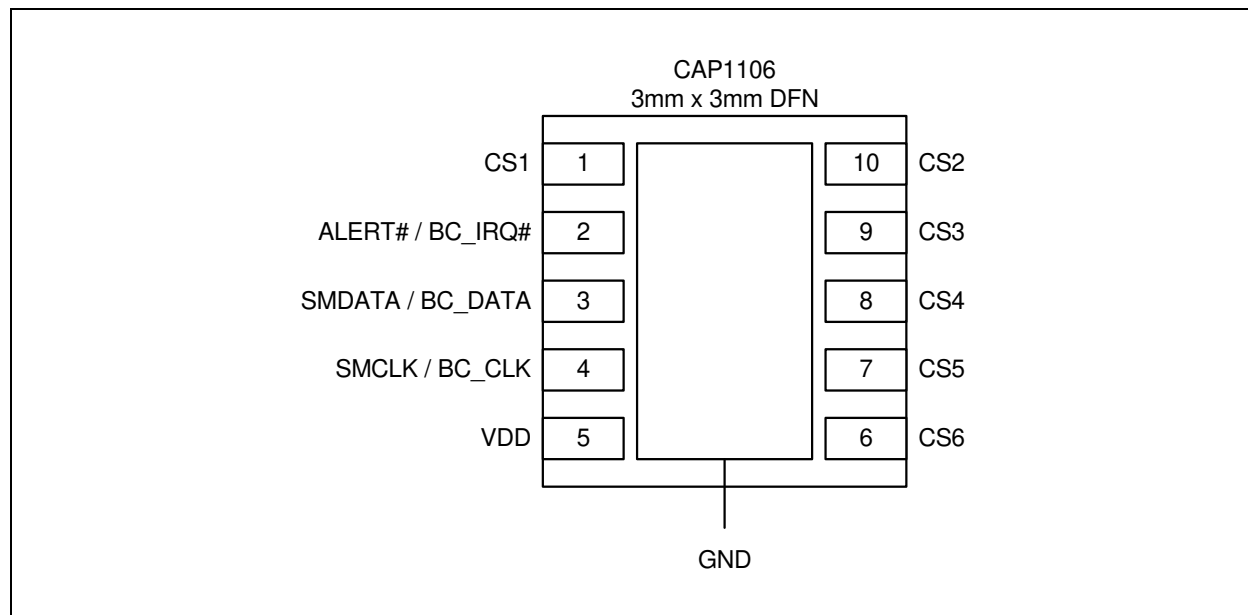 CAP1106
3mm x 3mm DFN
CS1 1 10 CS2
ALERT# / BC_IRQ# 2 9 CS3
SMDATA / BC_DATA 3 8 CS4
SMCLK / BC_CLK 4 7 CS5
VDD 5 6 CS6
GND